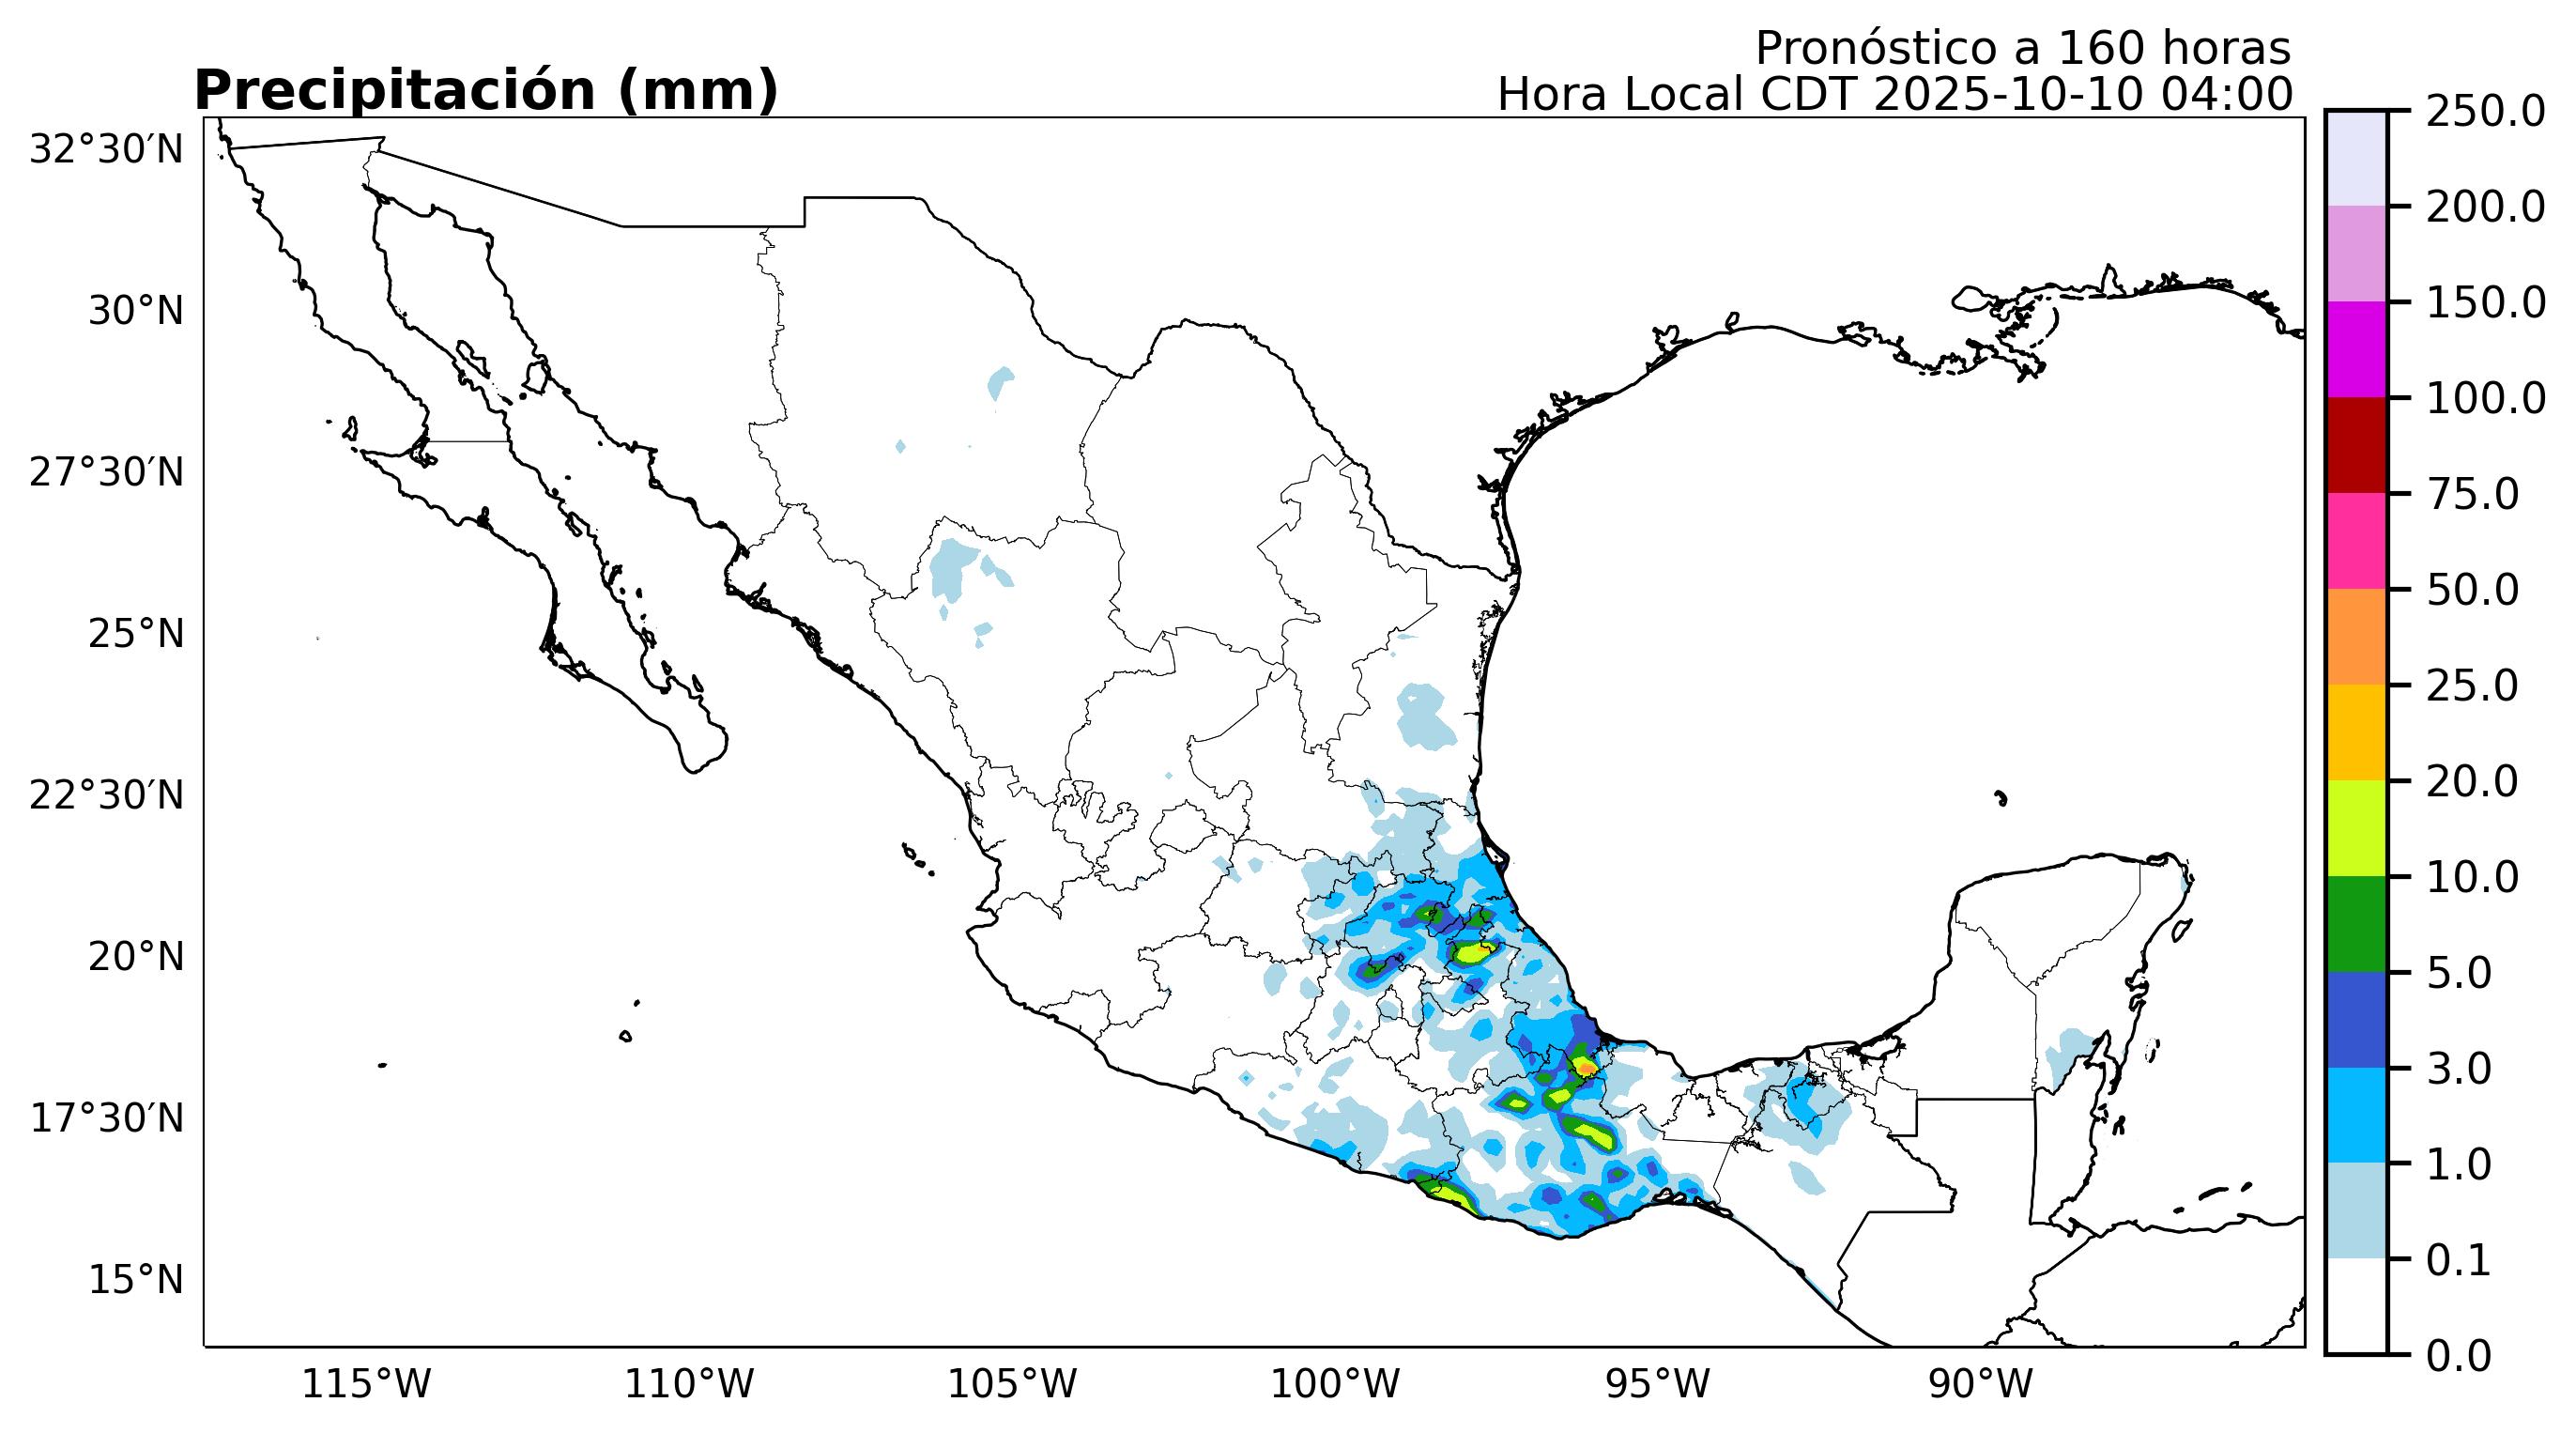 Pronóstico a 160 horas
Precipitación (mm)
Hora Local CDT 2025-10-10 04:00
32°30′N
30°N
27°30′N
25°N
22°30′N
20°N
17°30′N
15°N
115°W
110°W
105°W
100°W
95°W
90°W
250.0
200.0
150.0
100.0
75.0
50.0
25.0
20.0
10.0
5.0
3.0
1.0
0.1
0.0